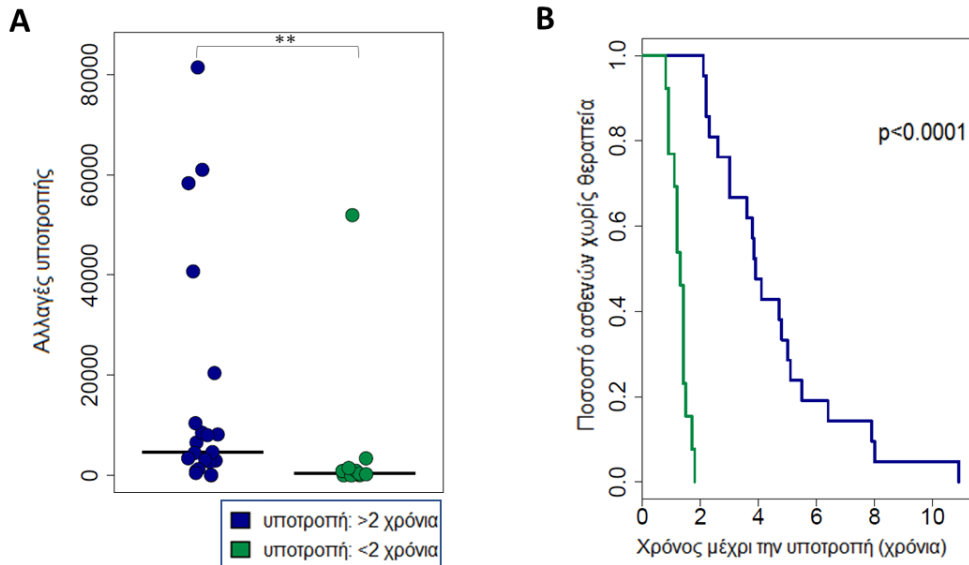 A
B
**
Αλλαγές υποτροπής
80000
60000
40000
20000
0
υποτροπή: >2 χρόνια
υποτροπή: <2 χρόνια
Ποσοστό ασθενών χωρίς θεραπεία
1.0
0.8
0.6
0.4
0.2
0.0
p<0.0001
0 2 4 6 8 10
Χρόνος μέχρι την υποτροπή (χρόνια)